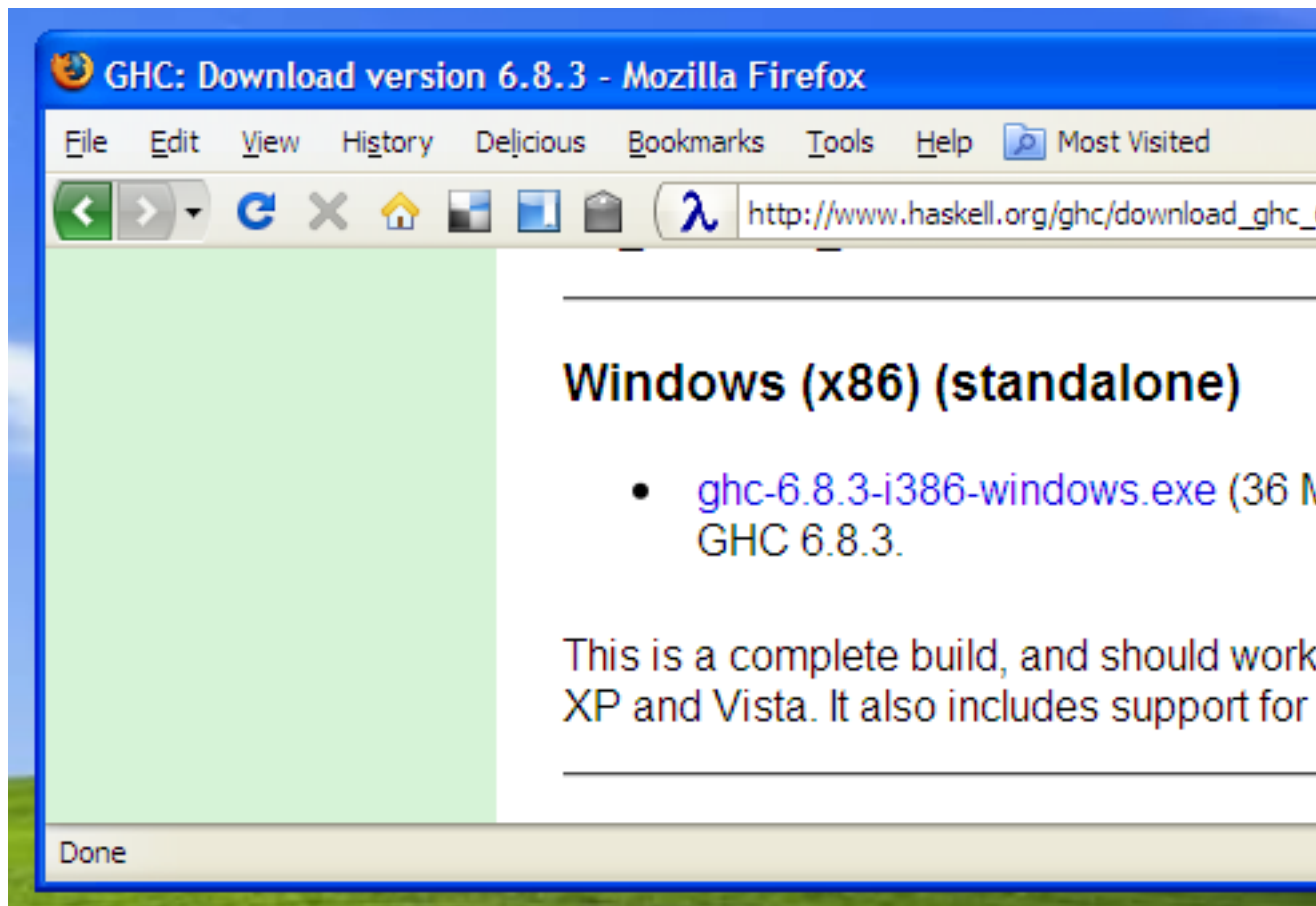 GHC: Download version 6.8.3 - Mozilla Firefox
File Edit View History Delicious Bookmarks Tools Help Most Visited
λ http://www.haskell.org/ghc/download_ghc_
Windows (x86) (standalone)
• ghc-6.8.3-i386-windows.exe (36
GHC 6.8.3.
This is a complete build, and should work
XP and Vista. It also includes support for
Done